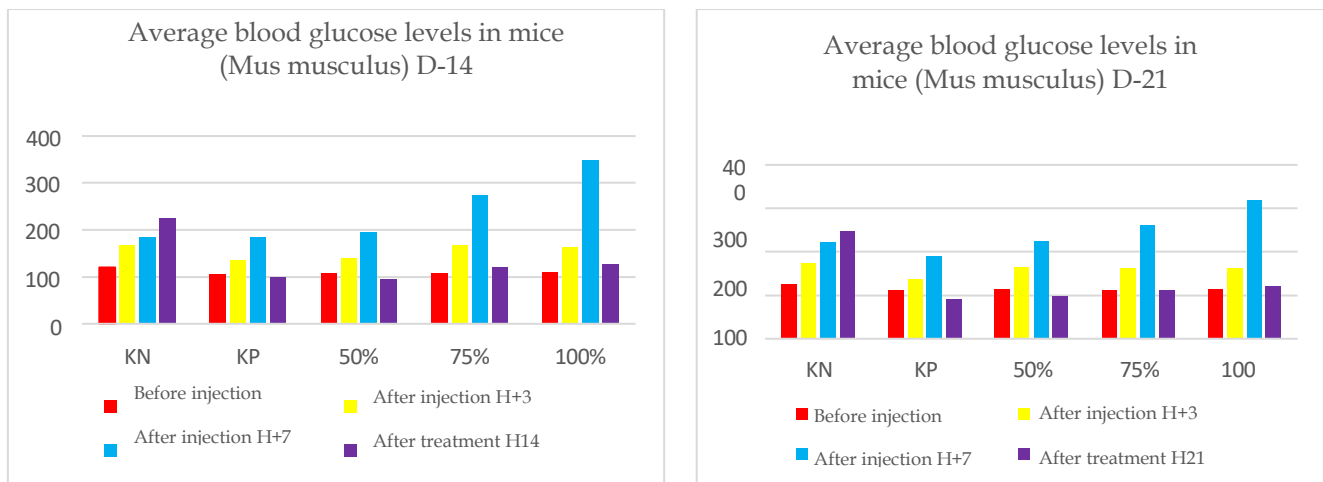 Average blood glucose levels in mice
(Mus musculus) D-14
400
300
200
100
0
KN KP 50% 75% 100%
Before injection After injection H+3
After injection H+7 After treatment H14
Average blood glucose levels in
mice (Mus musculus) D-21
40
0
300
200
100
KN KP 50% 75% 100
Before injection After injection H+3
After injection H+7 After treatment H21